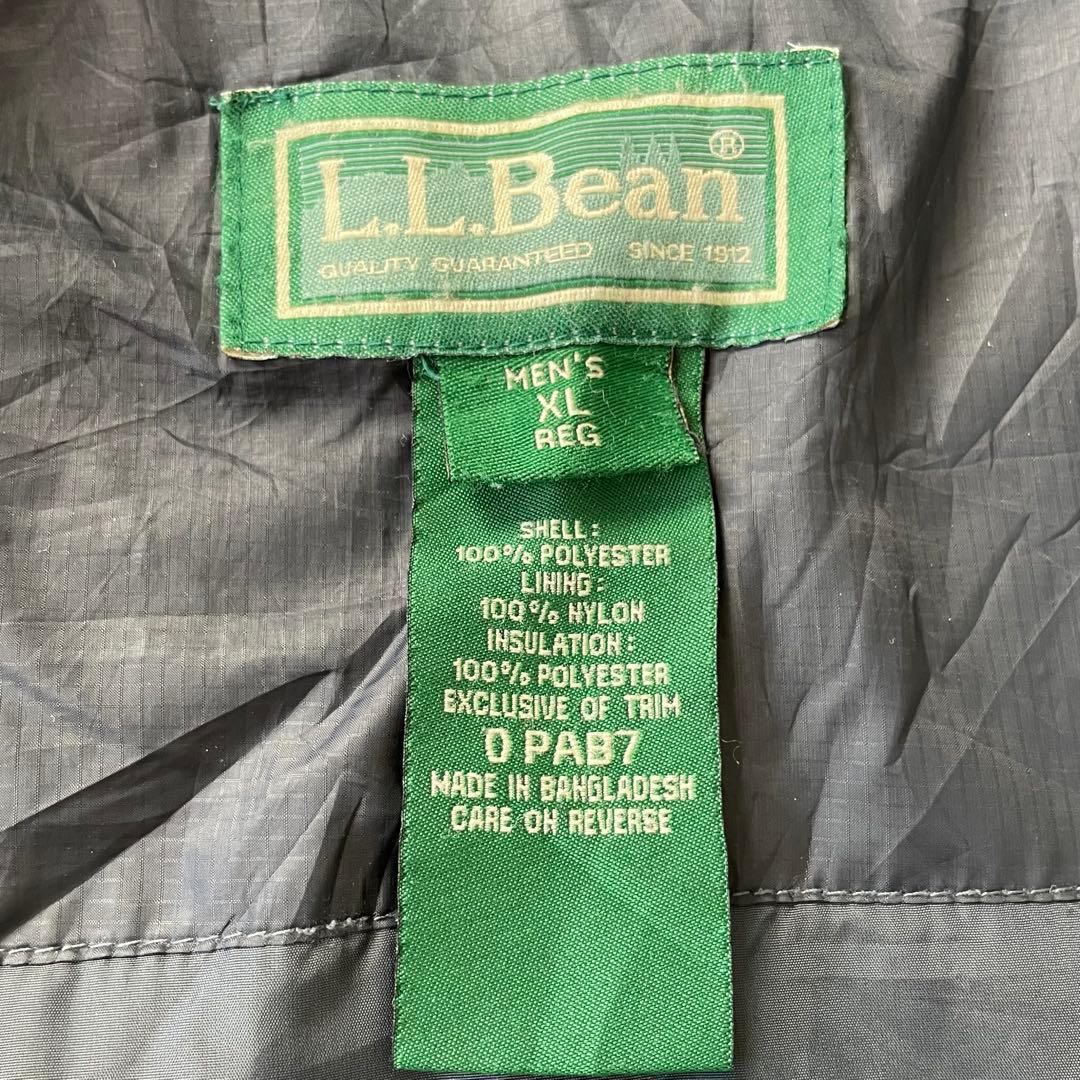 L.L.Bean®
QUALITY GUARANTEED SINCE 1912
MEN'S
XL
REG
SHELL:
100% POLYESTER
LINING:
100% NYLON
INSULATION:
100% POLYESTER
EXCLUSIVE OF TRIM
0 PAB7
MADE IN BANGLADESH
CARE ON REVERSE